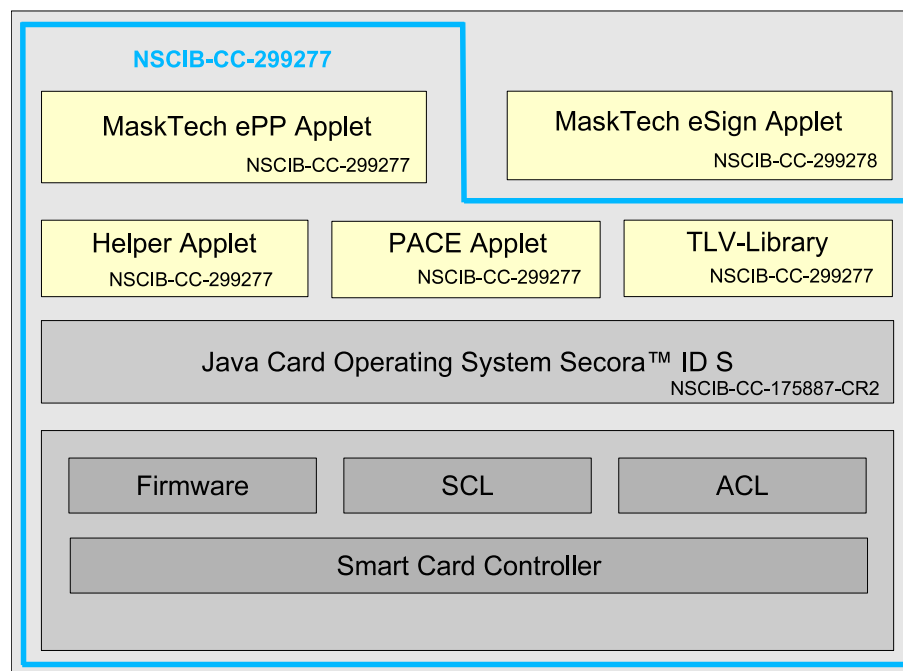 NSCIB-CC-299277
MaskTech ePP Applet
NSCIB-CC-299277
MaskTech eSign Applet
NSCIB-CC-299278
Helper Applet
NSCIB-CC-299277
PACE Applet
NSCIB-CC-299277
TLV-Library
NSCIB-CC-299277
Java Card Operating System Secora™ ID S
NSCIB-CC-175887-CR2
Firmware
SCL
ACL
Smart Card Controller